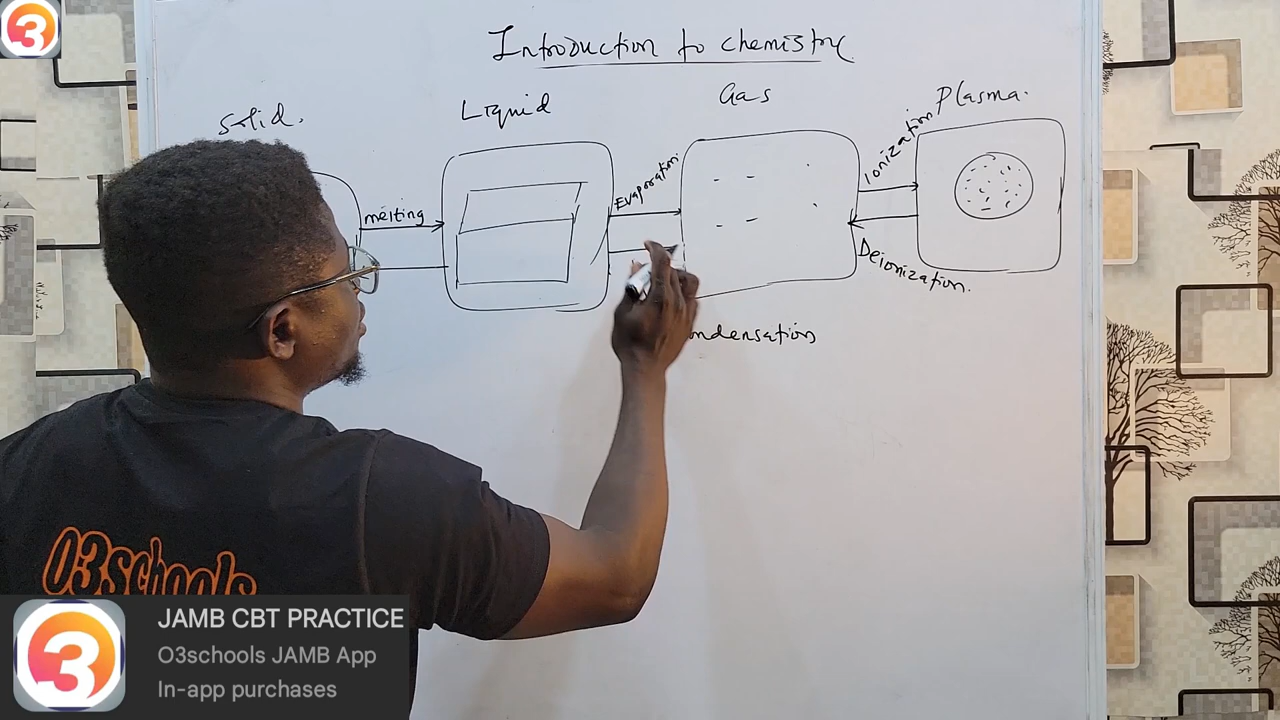 Introduction to chemistry
Solid.
Liquid
Gas
Plasma.
melting
Evaporation
Ionization
Deionization.
ndensation
O3schools
JAMB CBT PRACTICE
O3schools JAMB App
In-app purchases